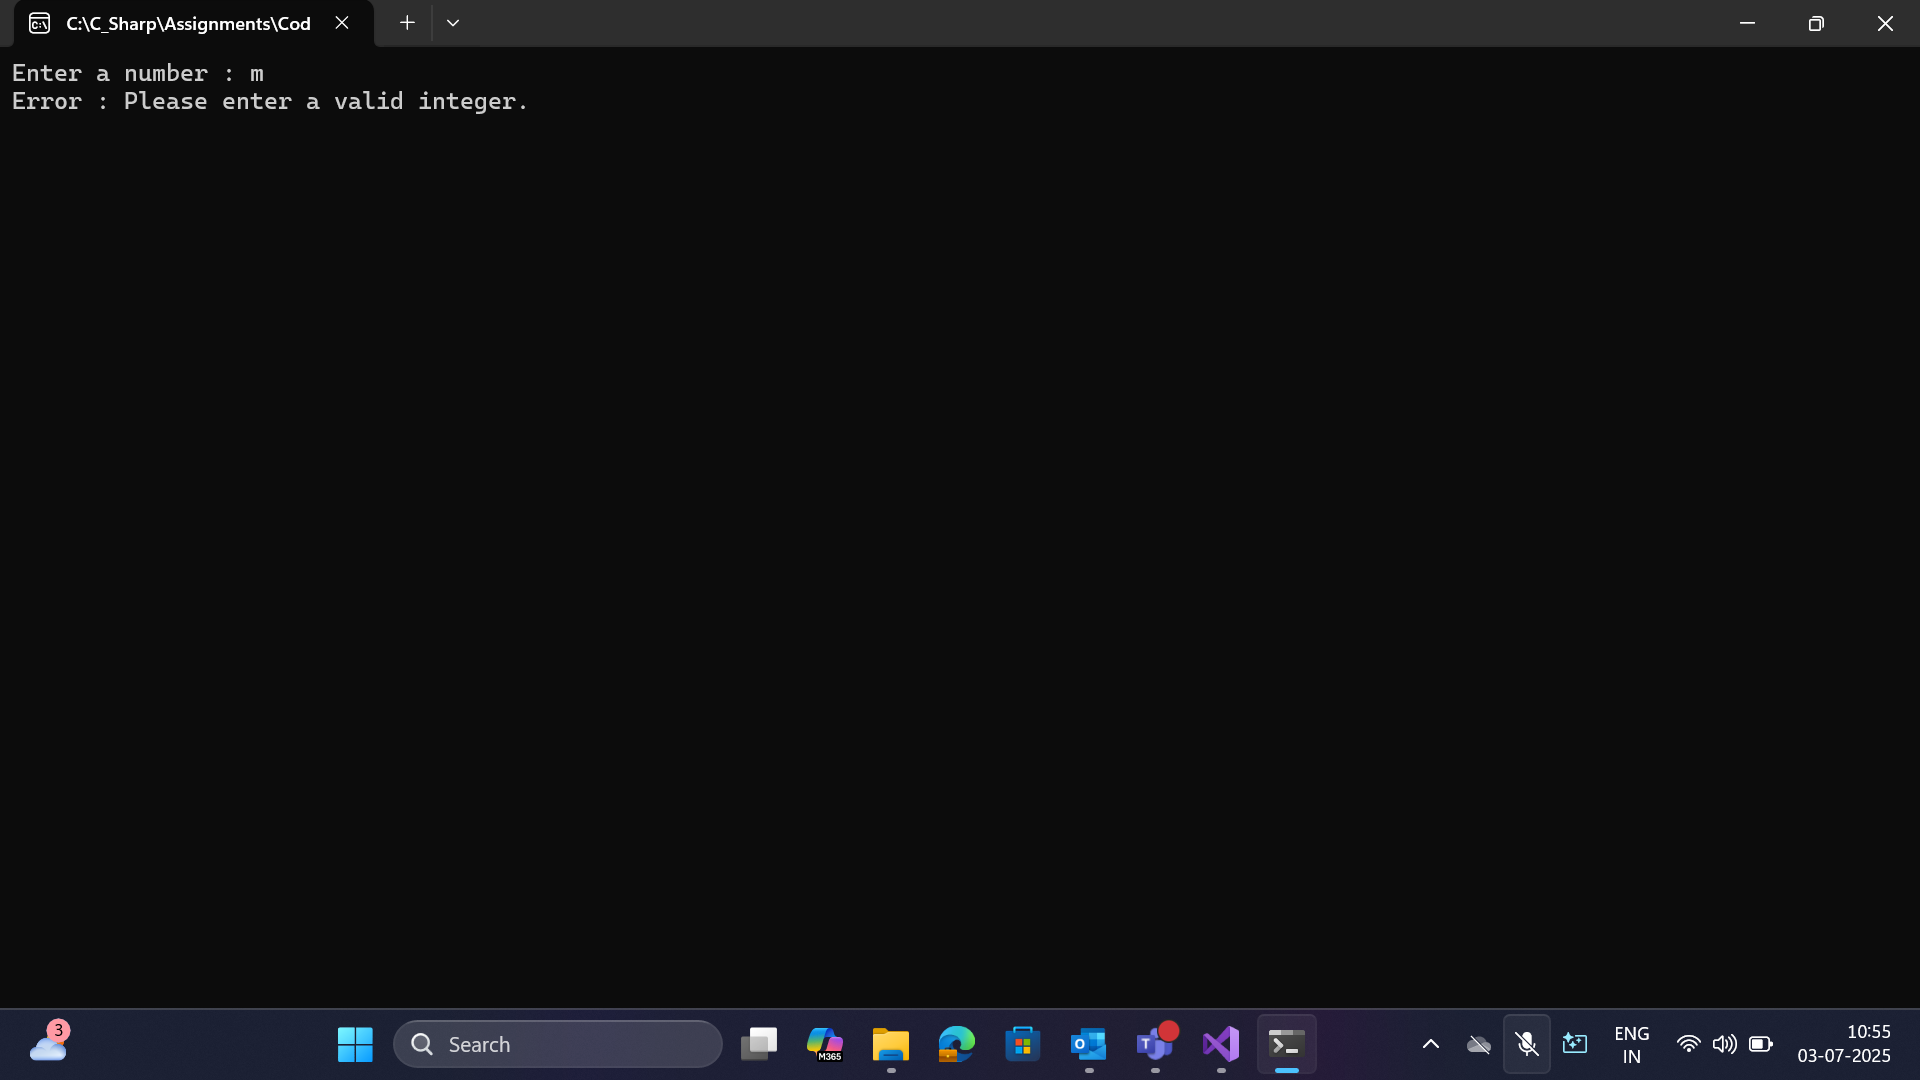 C:\C_Sharp\Assignments\Cod
Enter a number : m
Error : Please enter a valid integer.
3
Search
M365
ENG
IN
10:55
03-07-2025